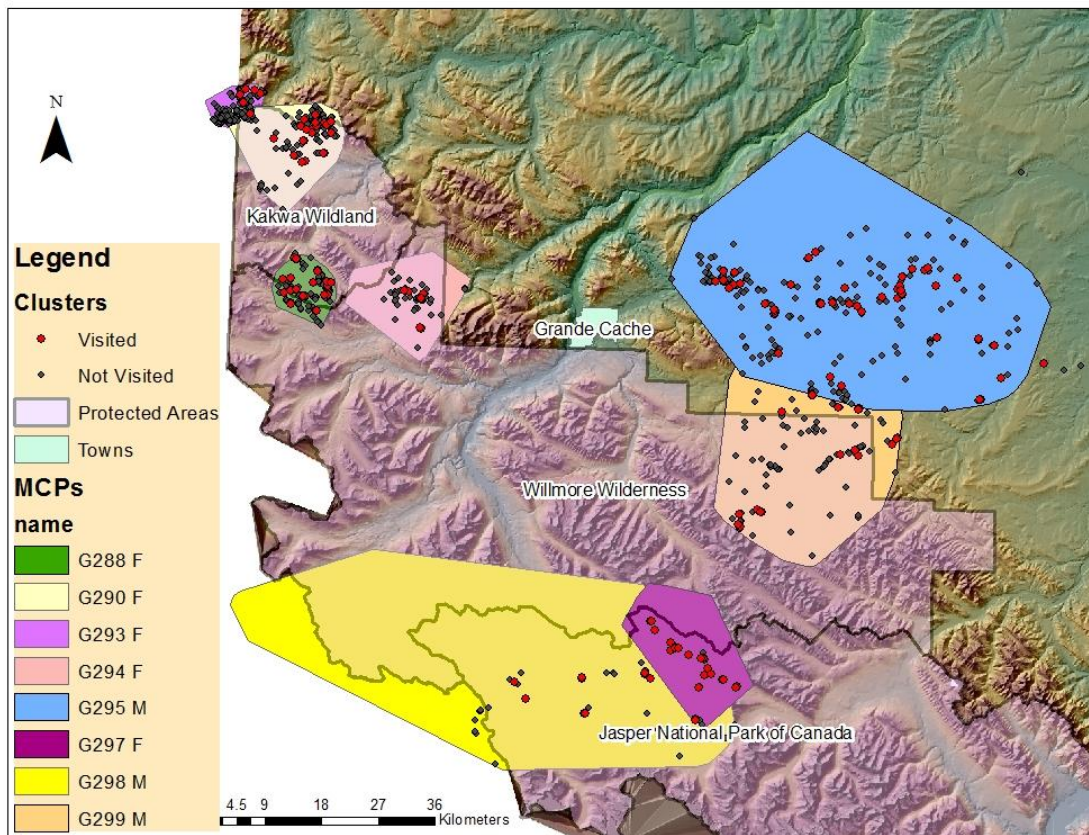 N
Kakwa Wildland
Grande Cache
Willmore Wilderness
Jasper National Park of Canada
Legend
Clusters
Visited
Not Visited
Protected Areas
Towns
MCPs
name
G288 F
G290 F
G293 F
G294 F
G295 M
G297 F
G298 M
G299 M
4.5 9 18 27 36
Kilometers